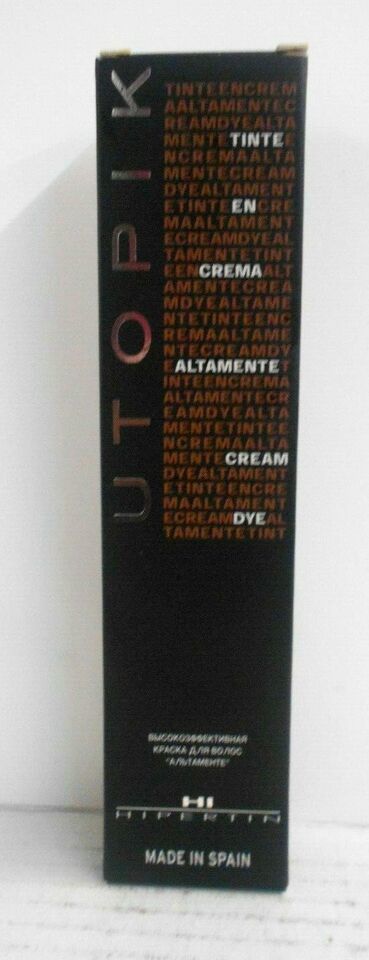 UTOPIK
TINTEENCREM
AALTAMENTEC
REAMDYEALTA
MENTETINTE
NCREMAALTA
MENTECREAM
DYEALTAMENT
ETINTEENCRE
MAALTAMENT
ECREAMDYEAL
TAMENTETINT
EENCREMAALT
AMENTECREA
MDYEALTAME
NTETINTEENC
REMAALTAME
NTECREAMDY
EALTAMENTET
INTEENCREMA
ALTAMENTECR
EAMDYEALTA
MENTETINTEE
NCREMAALTA
MENTECREAM
DYEALTAMENT
ETINTEENCRE
MAALTAMENT
ECREAMDYEAL
TAMENTETINT
ВЫСОКОЭФФЕКТИВНАЯ
КРАСКА ДЛЯ ВОЛОС
"АЛЬТАМЕНТЕ"
HI
HIPERTIN
MADE IN SPAIN